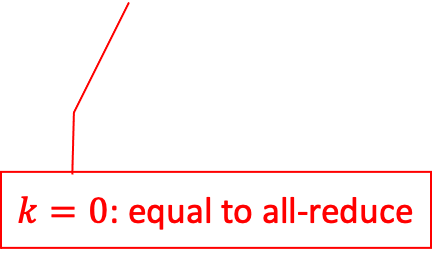 k = 0: equal to all-reduce